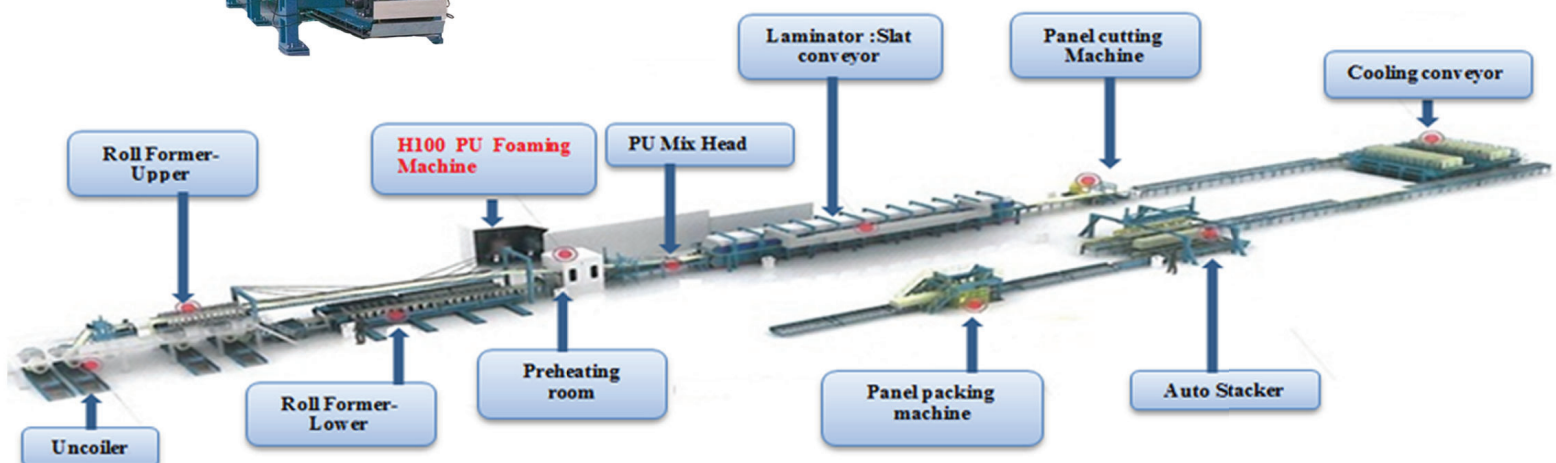 Laminator :Slat
conveyor
Panel cutting
Machine
Cooling conveyor
Roll Former-
Upper
H100 PU Foaming
Machine
PU Mix Head
Preheating
room
Panel packing
machine
Auto Stacker
Roll Former-
Lower
Uncoiler